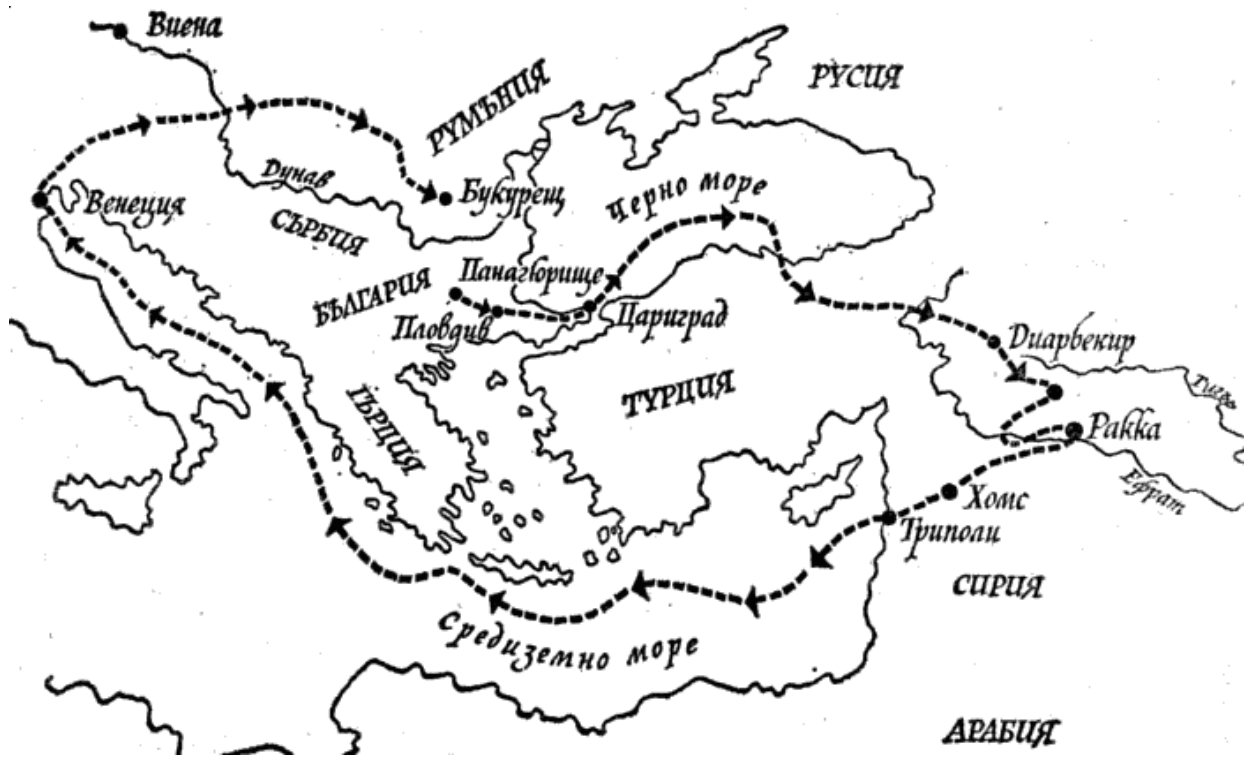 Виена
РУСИЯ
РУМЪНИЯ
Дунав
Букурещ
Черно море
Венеция
СЪРБИЯ
Панагюрище
БЪЛГАРИЯ
Пловдив
Цариград
Диарбекир
ТУРЦИЯ
ГЪРЦИЯ
Ракка
Ефрат
Хомс
Триполи
СИРИЯ
Средиземно море
АРАБИЯ